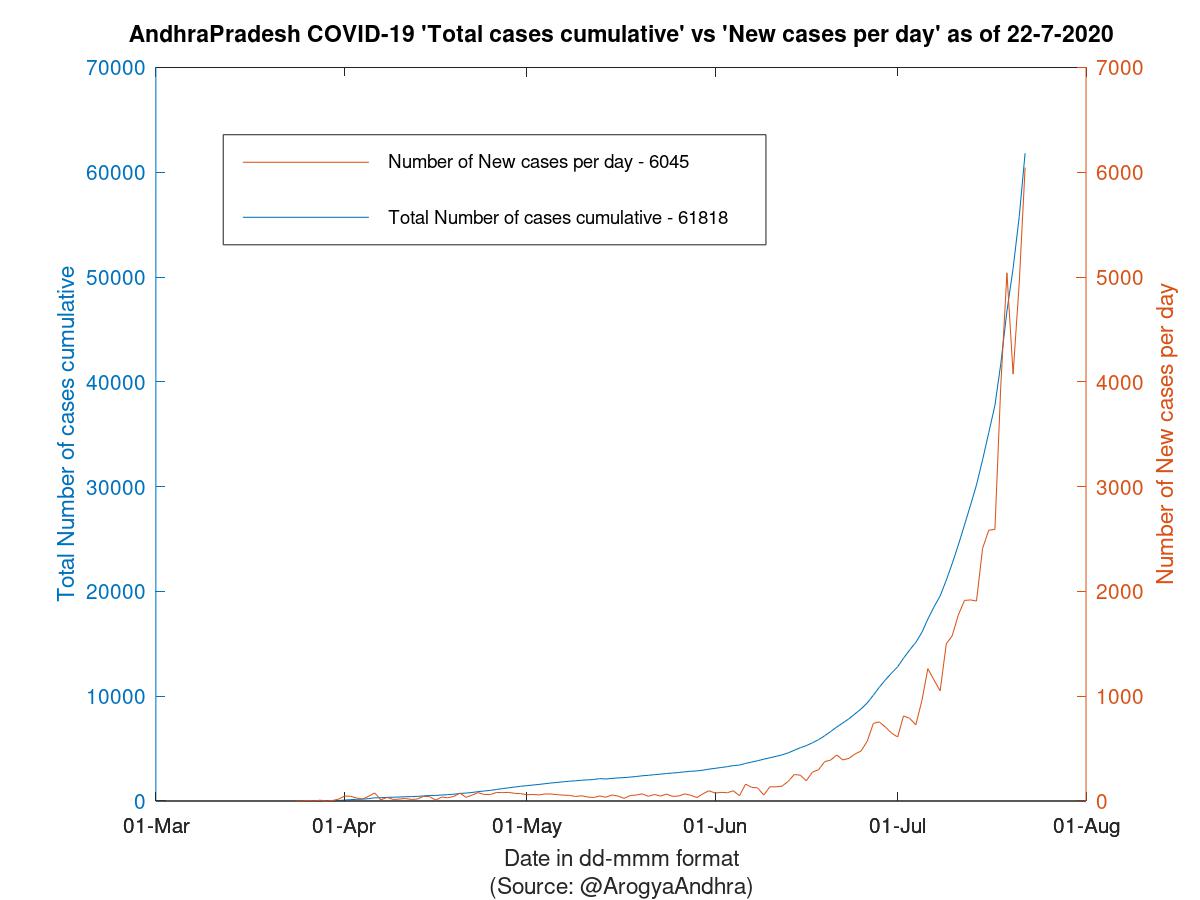 AndhraPradesh COVID-19 'Total cases cumulative' vs 'New cases per day' as of 22-7-2020
70000
60000
50000
40000
30000
20000
10000
0
Total Number of cases cumulative
Number of New cases per day - 6045
Total Number of cases cumulative - 61818
7000
6000
5000
4000
3000
2000
1000
0
Number of New cases per day
01-Mar 01-Apr 01-May 01-Jun 01-Jul 01-Aug
Date in dd-mmm format
(Source: @ArogyaAndhra)